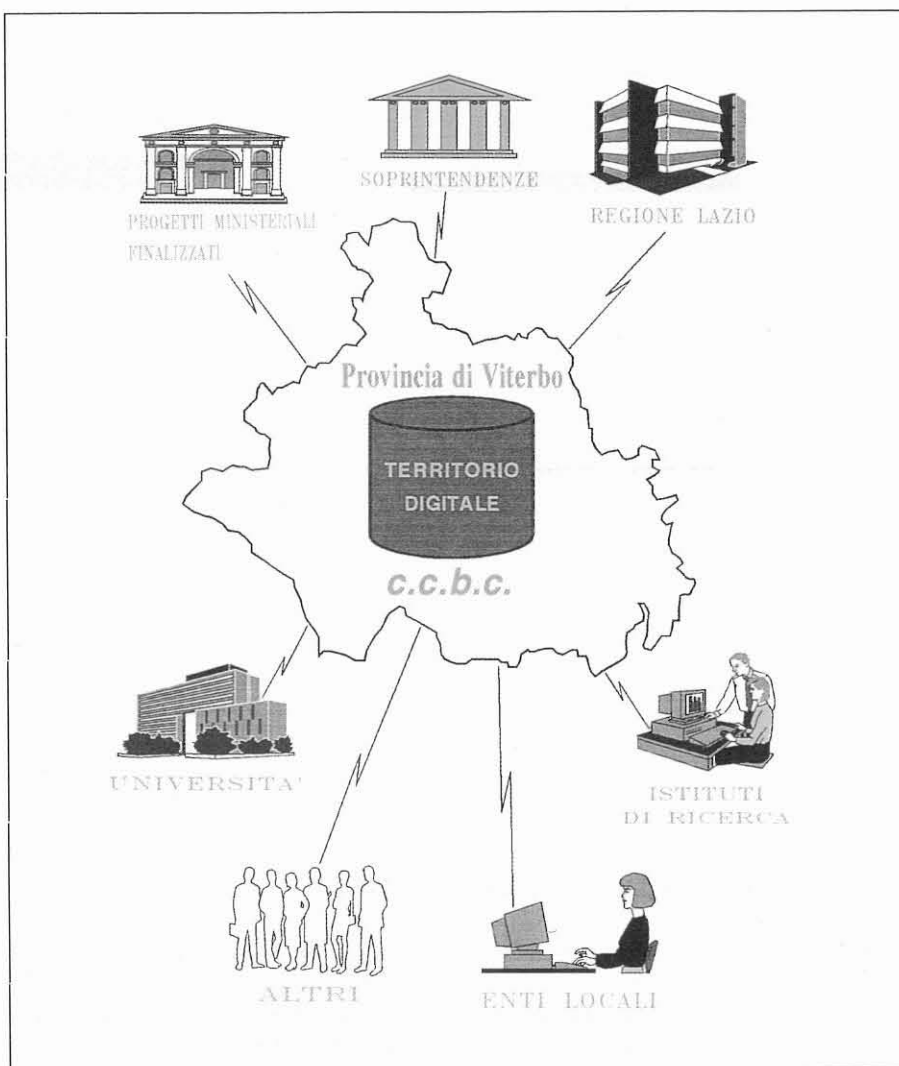 SOPRINTENDENZE
PROGETTI MINISTERIALI
FINALIZZATI
REGIONE LAZIO
Provincia di Viterbo
TERRITORIO
DIGITALE
c.c.b.c.
UNIVERSITA'
ISTITUTI
DI RICERCA
ALTRI
ENTI LOCALI